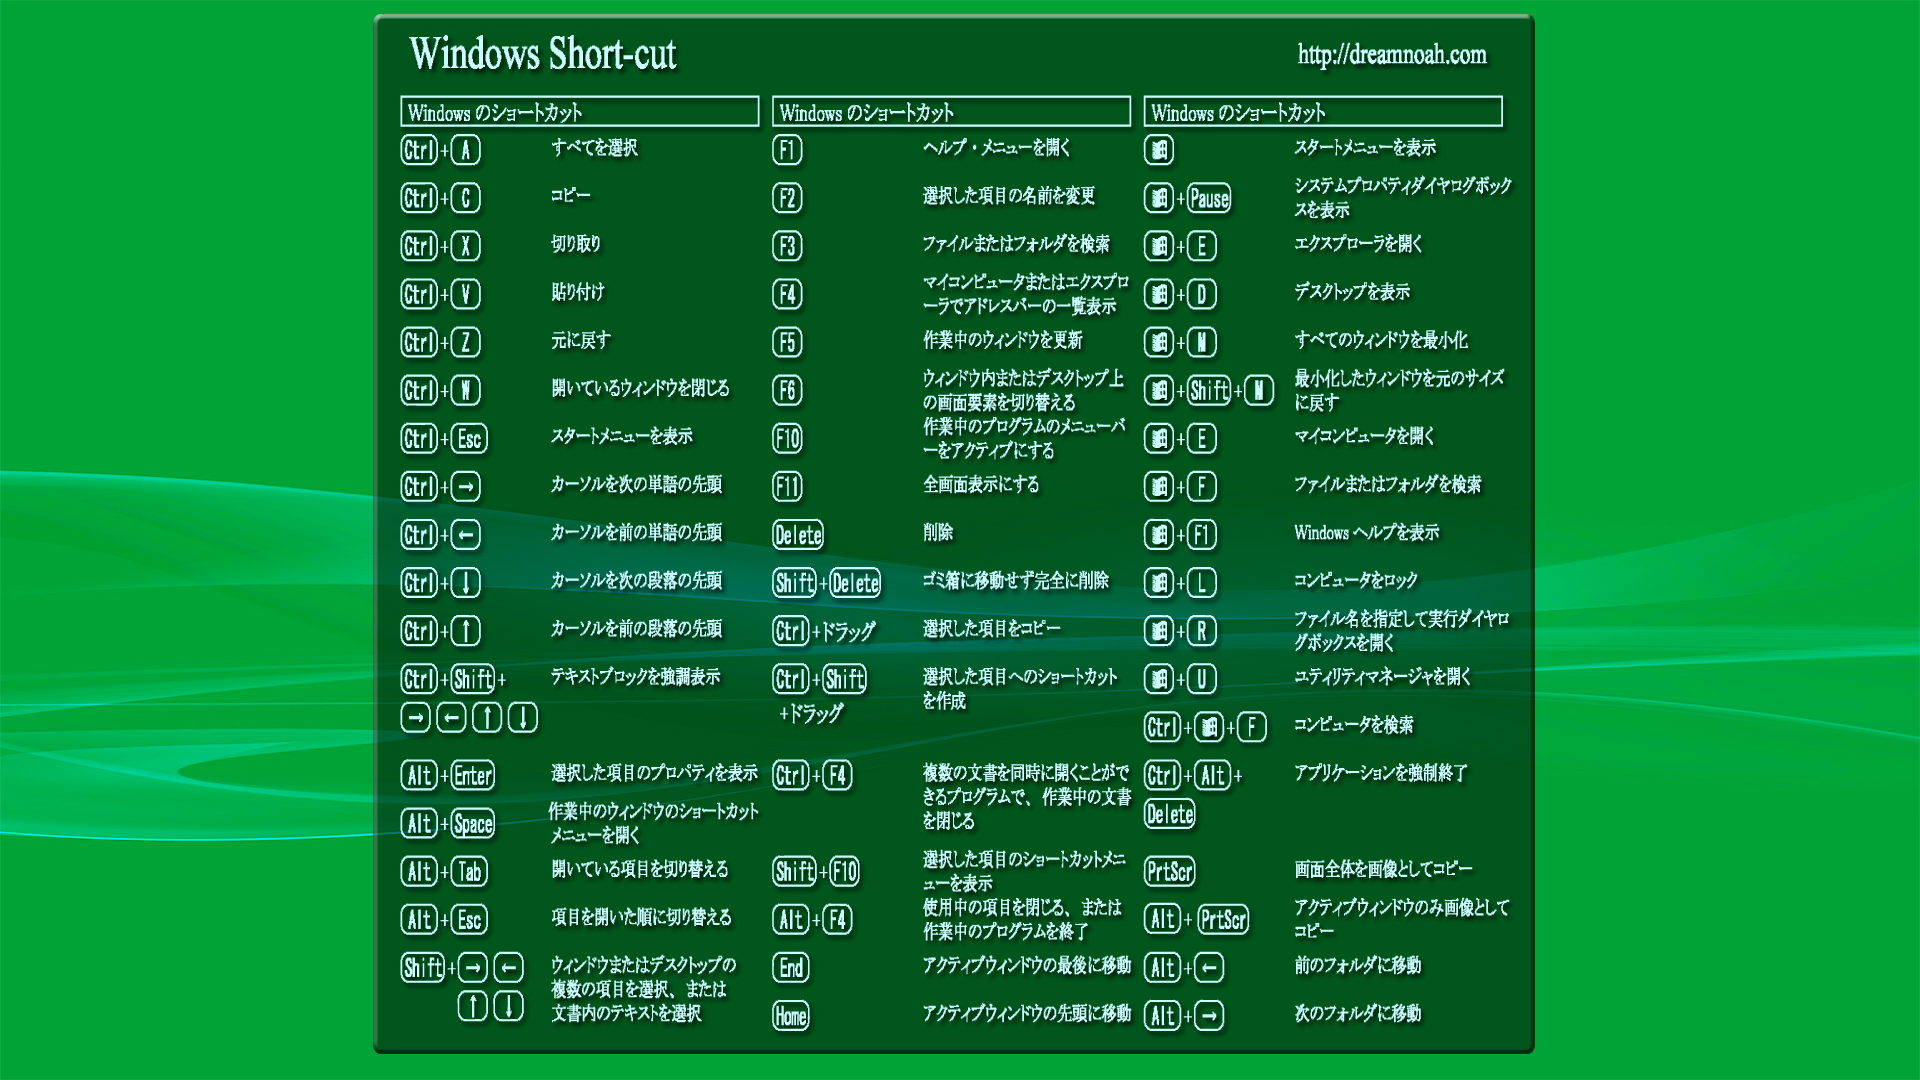 Windows Short-cut
http://dreamnoah.com
Windows のショートカット
Ctrl+A すべてを選択
Ctrl+C コピー
Ctrl+X 切り取り
Ctrl+V 貼り付け
Ctrl+Z 元に戻す
Ctrl+W 開いているウィンドウを閉じる
Ctrl+Esc スタートメニューを表示
Ctrl+→ カーソルを次の単語の先頭
Ctrl+← カーソルを前の単語の先頭
Ctrl+↓ カーソルを次の段落の先頭
Ctrl+↑ カーソルを前の段落の先頭
Ctrl+Shift+ テキストブロックを強調表示
→ ← ↑ ↓
Alt+Enter 選択した項目のプロパティを表示
Alt+Space 作業中のウィンドウのショートカット
メニューを開く
Alt+Tab 開いている項目を切り替える
Alt+Esc 項目を開いた順に切り替える
Shift+→ ← ウィンドウまたはデスクトップの
複数の項目を選択、または
↑ ↓ 文書内のテキストを選択
Windows のショートカット
F1 ヘルプ・メニューを開く
F2 選択した項目の名前を変更
F3 ファイルまたはフォルダを検索
F4 マイコンピュータまたはエクスプロ
ーラでアドレスバーの一覧表示
F5 作業中のウィンドウを更新
F6 ウィンドウ内またはデスクトップ上
の画面要素を切り替える
F10 作業中のプログラムのメニューバ
ーをアクティブにする
F11 全画面表示にする
Delete 削除
Shift+Delete ゴミ箱に移動せず完全に削除
Ctrl+ドラッグ 選択した項目をコピー
Ctrl+Shift 選択した項目へのショートカット
+ドラッグ を作成
Ctrl+F4 複数の文書を同時に開くことがで
きるプログラムで、作業中の文書
を閉じる
Shift+F10 選択した項目のショートカットメニ
ューを表示
Alt+F4 使用中の項目を閉じる、または
作業中のプログラムを終了
End アクティブウィンドウの最後に移動
Home アクティブウィンドウの先頭に移動
Windows のショートカット
スタートメニューを表示
+Pause システムプロパティダイヤログボック
スを表示
+E エクスプローラを開く
+D デスクトップを表示
+M すべてのウィンドウを最小化
+Shift+M 最小化したウィンドウを元のサイズ
に戻す
+E マイコンピュータを開く
+F ファイルまたはフォルダを検索
+F1 Windows ヘルプを表示
+L コンピュータをロック
+R ファイル名を指定して実行ダイヤロ
グボックスを開く
+U ユティリティマネージャを開く
Ctrl++F コンピュータを検索
Ctrl+Alt+ アプリケーションを強制終了
Delete
PrtScr 画面全体を画像としてコピー
Alt+PrtScr アクティブウィンドウのみ画像として
コピー
Alt+← 前のフォルダに移動
Alt+→ 次のフォルダに移動